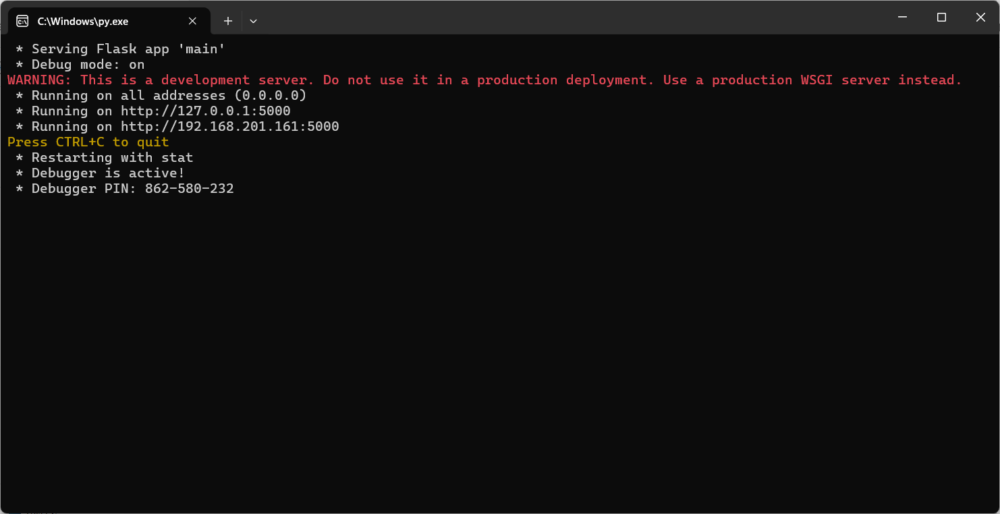 C:\Windows\py.exe
* Serving Flask app 'main'
* Debug mode: on
WARNING: This is a development server. Do not use it in a production deployment. Use a production WSGI server instead.
* Running on all addresses (0.0.0.0)
* Running on http://127.0.0.1:5000
* Running on http://192.168.201.161:5000
Press CTRL+C to quit
* Restarting with stat
* Debugger is active!
* Debugger PIN: 862-580-232